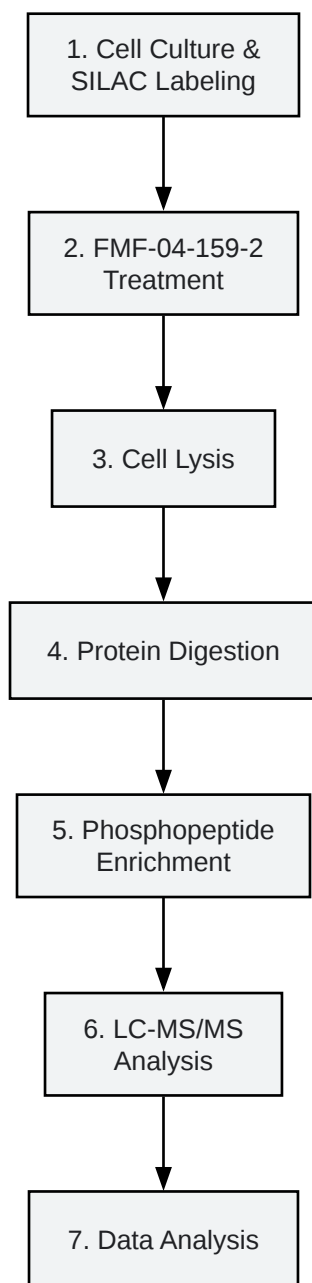 1. Cell Culture &
SILAC Labeling
2. FMF-04-159-2
Treatment
3. Cell Lysis
4. Protein Digestion
5. Phosphopeptide
Enrichment
6. LC-MS/MS
Analysis
7. Data Analysis